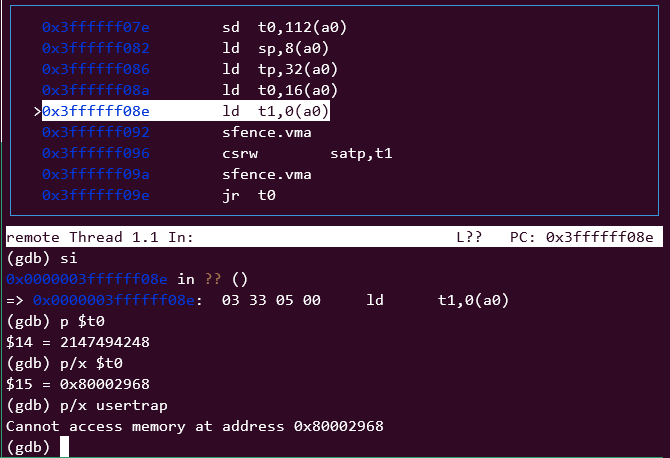 0x3ffffff07e sd t0,112(a0)
0x3ffffff082 ld sp,8(a0)
0x3ffffff086 ld tp,32(a0)
0x3ffffff08a ld t0,16(a0)
>0x3ffffff08e ld t1,0(a0)
0x3ffffff092 sfence.vma
0x3ffffff096 csrw satp,t1
0x3ffffff09a sfence.vma
0x3ffffff09e jr t0
remote Thread 1.1 In: L?? PC: 0x3ffffff08e
(gdb) si
0x0000003ffffff08e in ?? ()
=> 0x0000003ffffff08e: 03 33 05 00 ld t1,0(a0)
(gdb) p $t0
$14 = 2147494248
(gdb) p/x $t0
$15 = 0x80002968
(gdb) p/x usertrap
Cannot access memory at address 0x80002968
(gdb)